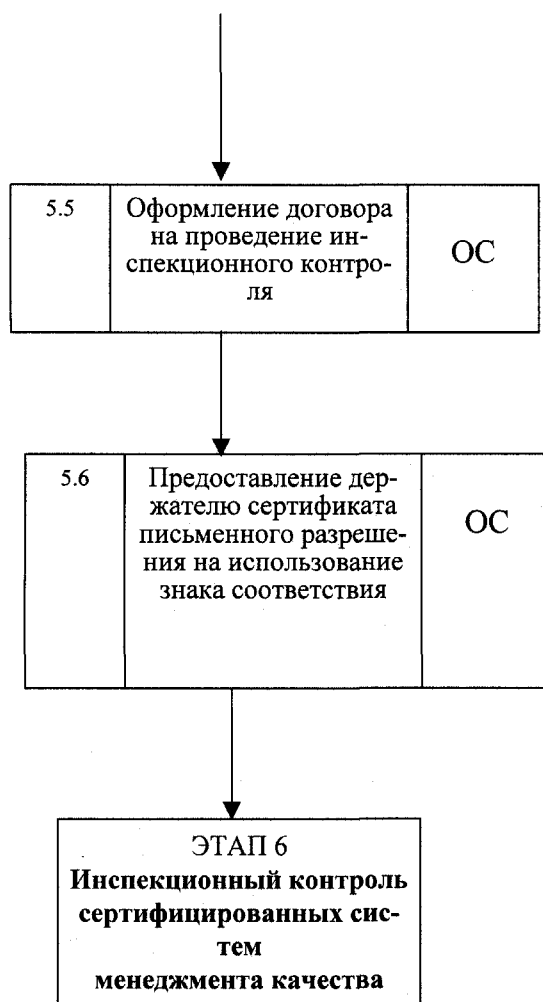 5.5
Оформление договора
на проведение ин-
спекционного контро-
ля
ОС
5.6
Предоставление дер-
жателю сертификата
письменного разреше-
ния на использование
знака соответствия
ОС
ЭТАП 6
Инспекционный контроль
сертифицированных сис-
тем
менеджмента качества